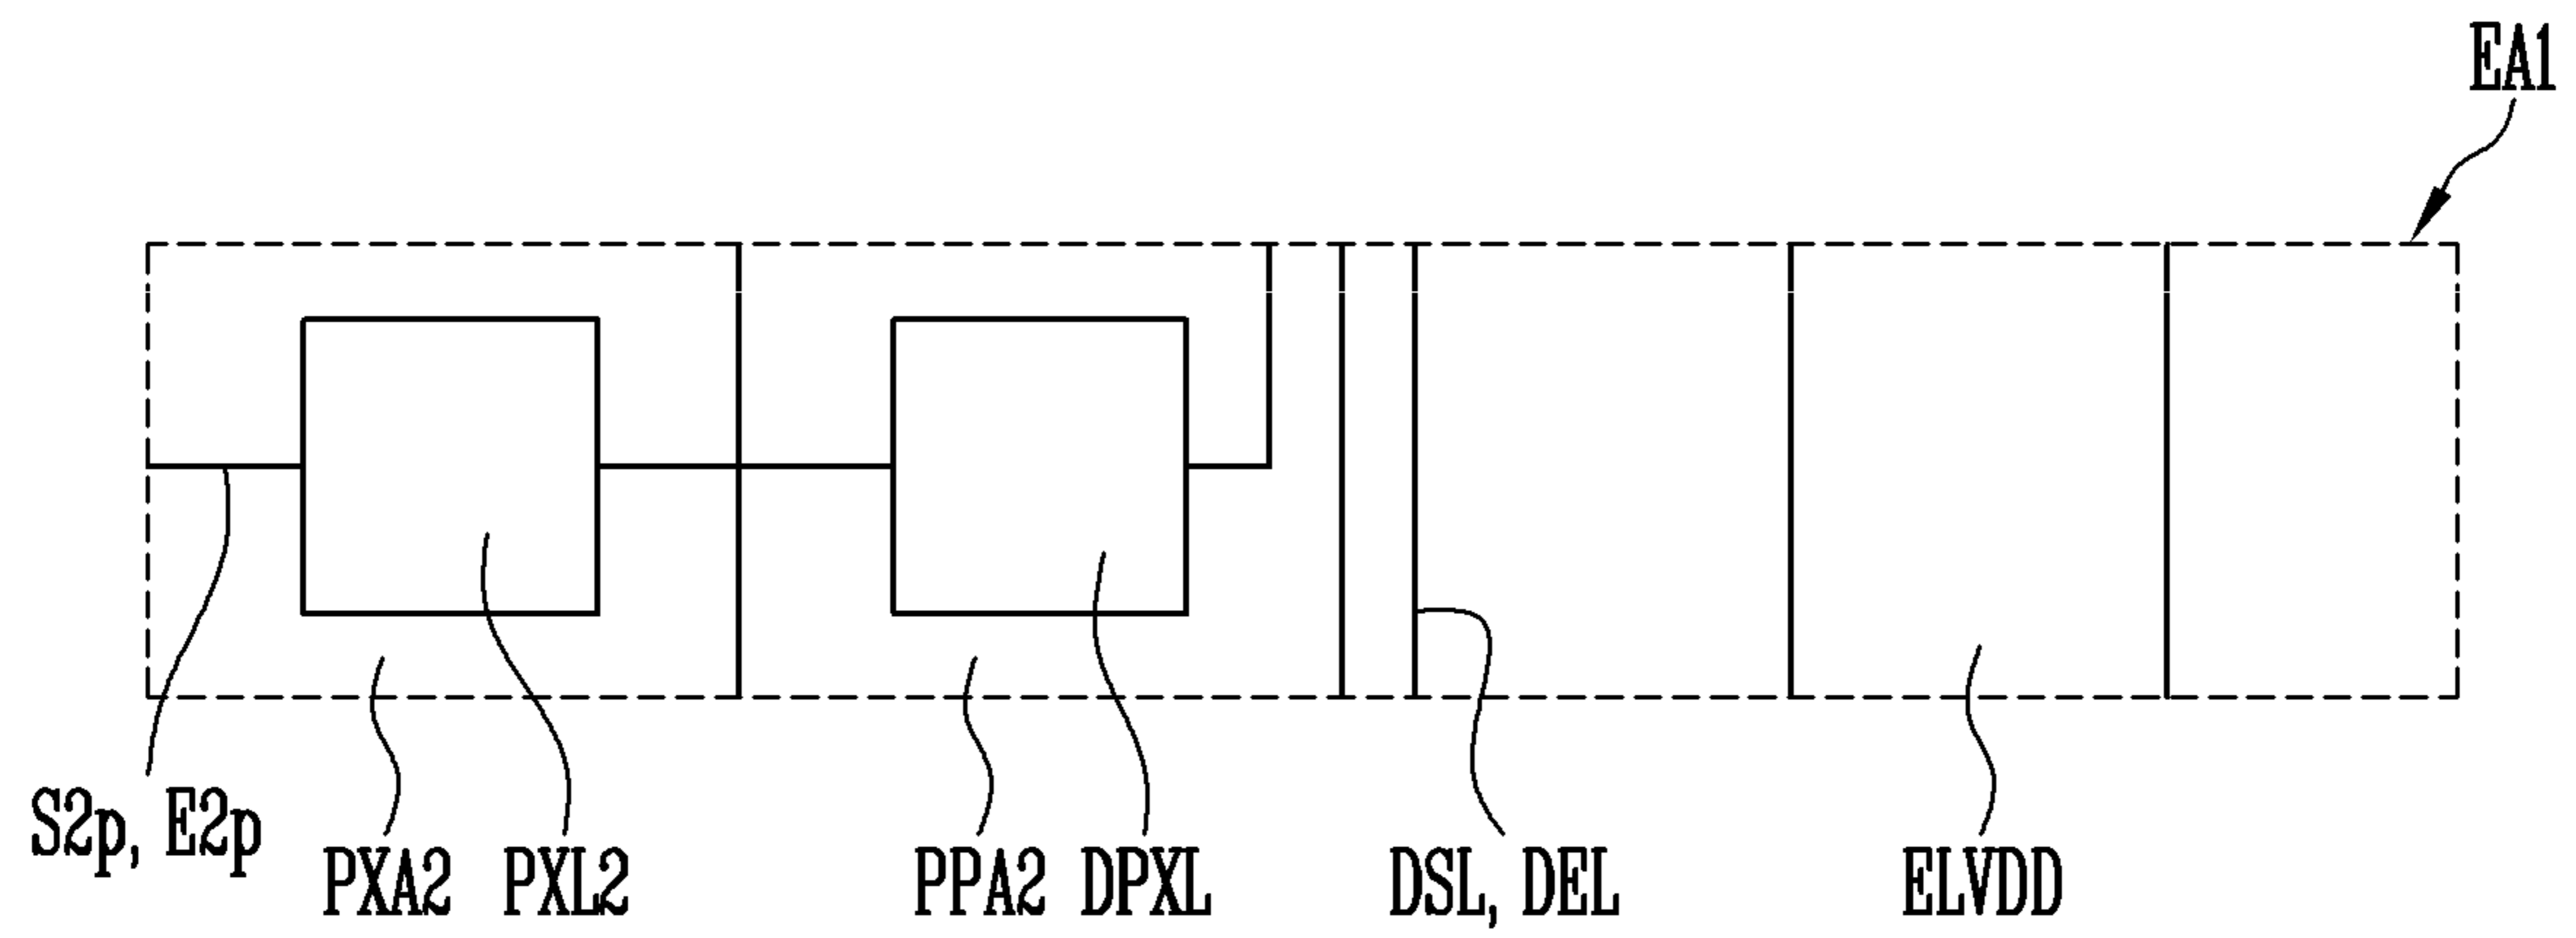 EA1
S2p, E2p
PXA2 PXL2 PPA2 DPXL DSL, DEL ELVDD